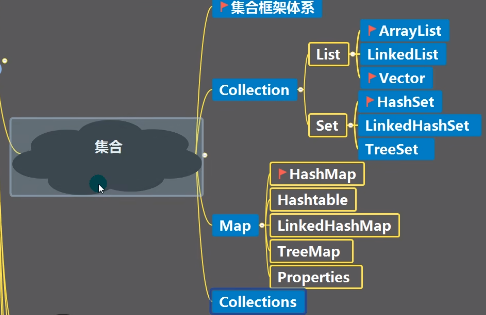 集合框架体系
ArrayList
List
LinkedList
Vector
Collection
HashSet
Set
LinkedHashSet
TreeSet
集合
HashMap
Hashtable
Map
LinkedHashMap
TreeMap
Properties
Collections